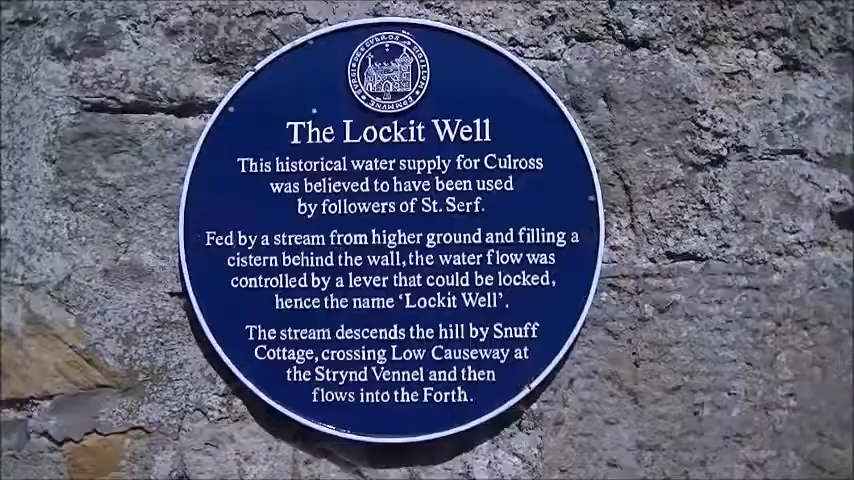 The Lockit Well
This historical water supply for Culross
was believed to have been used
by followers of St. Serf.
Fed by a stream from higher ground and filling a
cistern behind the wall, the water flow was
controlled by a lever that could be locked,
hence the name ‘Lockit Well’.
The stream descends the hill by Snuff
Cottage, crossing Low Causeway at
the Strynd Vennel and then
flows into the Forth.